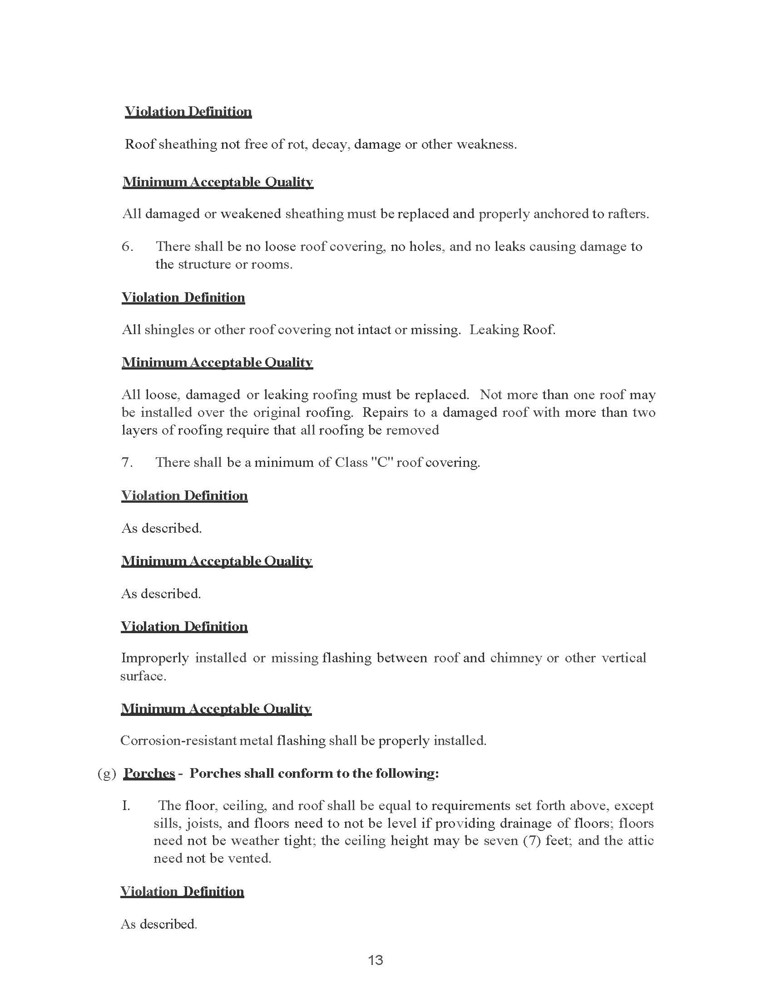 Violation Definition
Roof sheathing not free of rot, decay, damage or other weakness.
Minimum Acceptable Quality
All damaged or weakened sheathing must be replaced and properly anchored to rafters.
6. There shall be no loose roof covering, no holes, and no leaks causing damage to
the structure or rooms.
Violation Definition
All shingles or other roof covering not intact or missing. Leaking Roof.
Minimum Acceptable Quality
All loose, damaged or leaking roofing must be replaced. Not more than one roof may
be installed over the original roofing. Repairs to a damaged roof with more than two
layers of roofing require that all roofing be removed
7. There shall be a minimum of Class "C" roof covering.
Violation Definition
As described.
Minimum Acceptable Quality
As described.
Violation Definition
Improperly installed or missing flashing between roof and chimney or other vertical
surface.
Minimum Acceptable Quality
Corrosion-resistant metal flashing shall be properly installed.
(g) Porches - Porches shall conform to the following:
I. The floor, ceiling, and roof shall be equal to requirements set forth above, except
sills, joists, and floors need to not be level if providing drainage of floors; floors
need not be weather tight; the ceiling height may be seven (7) feet; and the attic
need not be vented.
Violation Definition
As described.
13